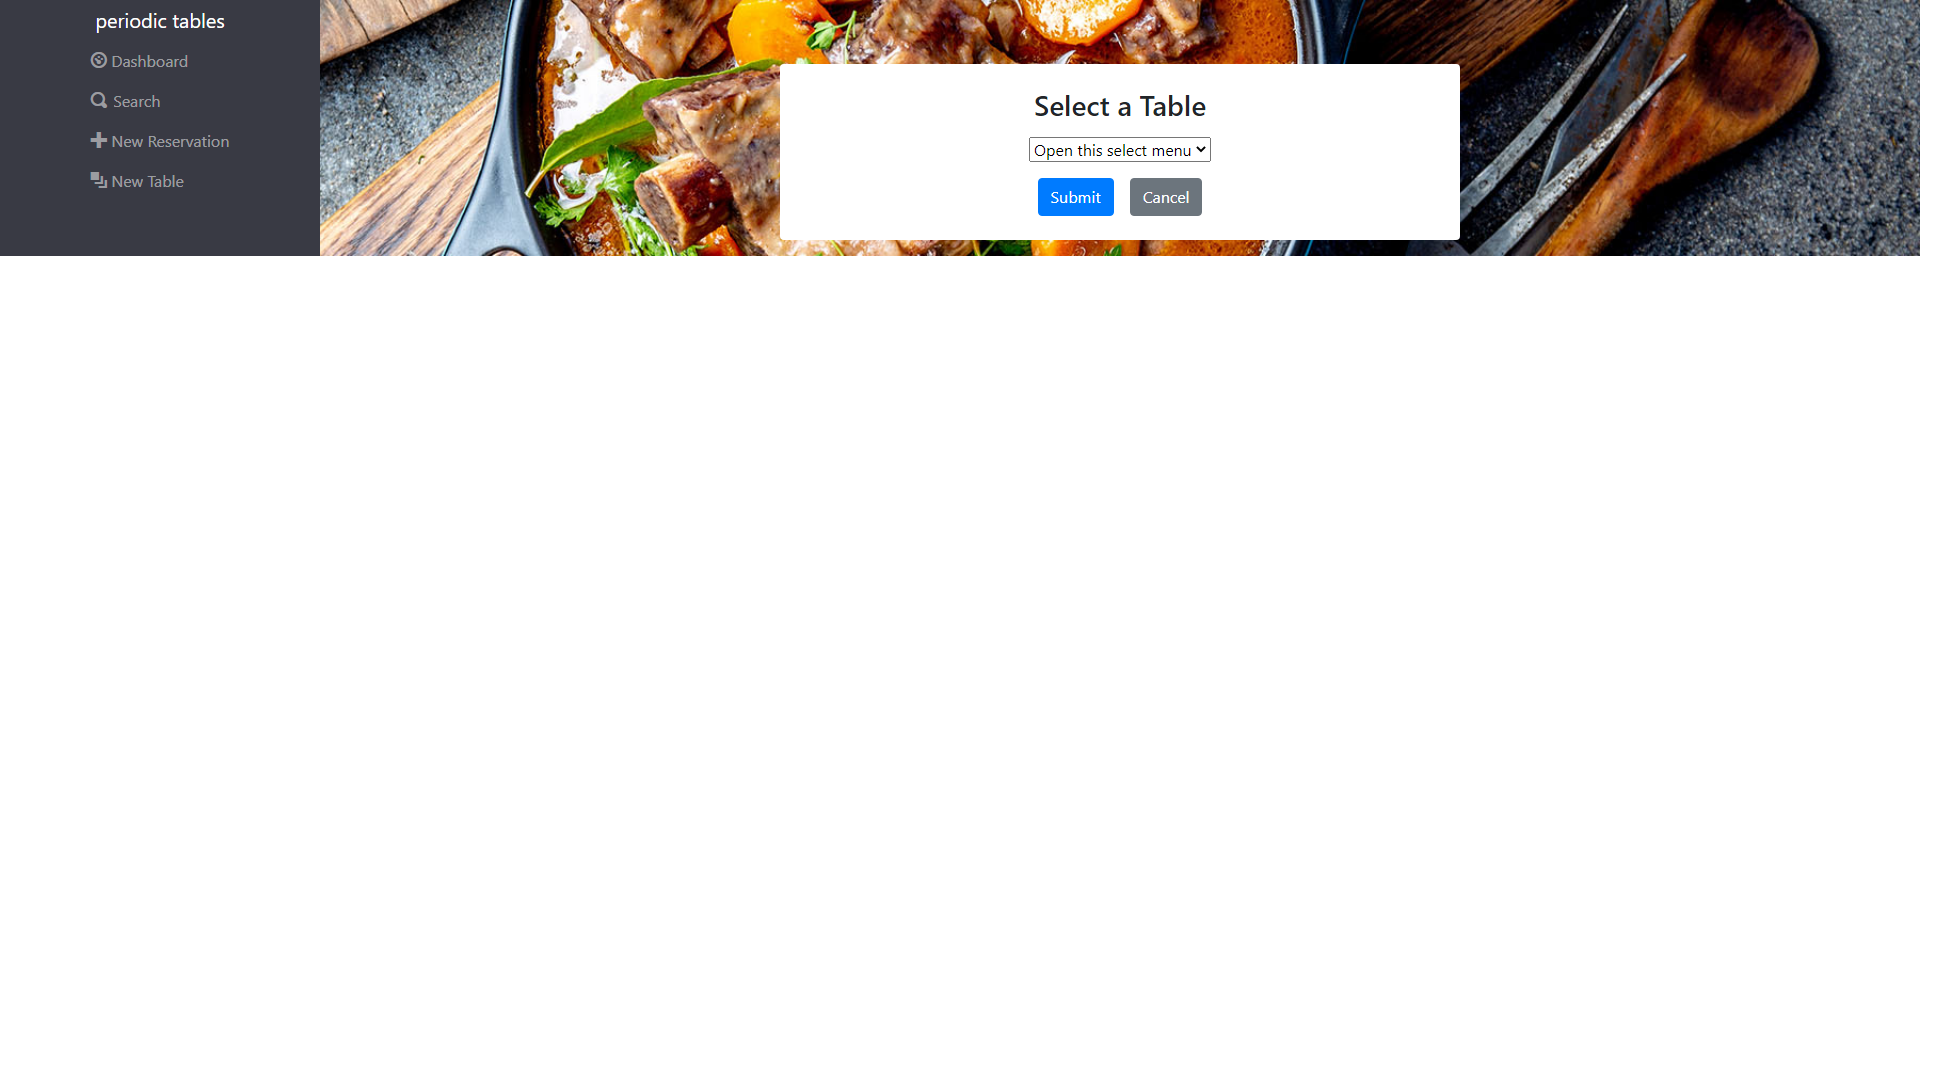 periodic tables
Dashboard
Search
New Reservation
New Table
Select a Table
Open this select menu
Submit
Cancel